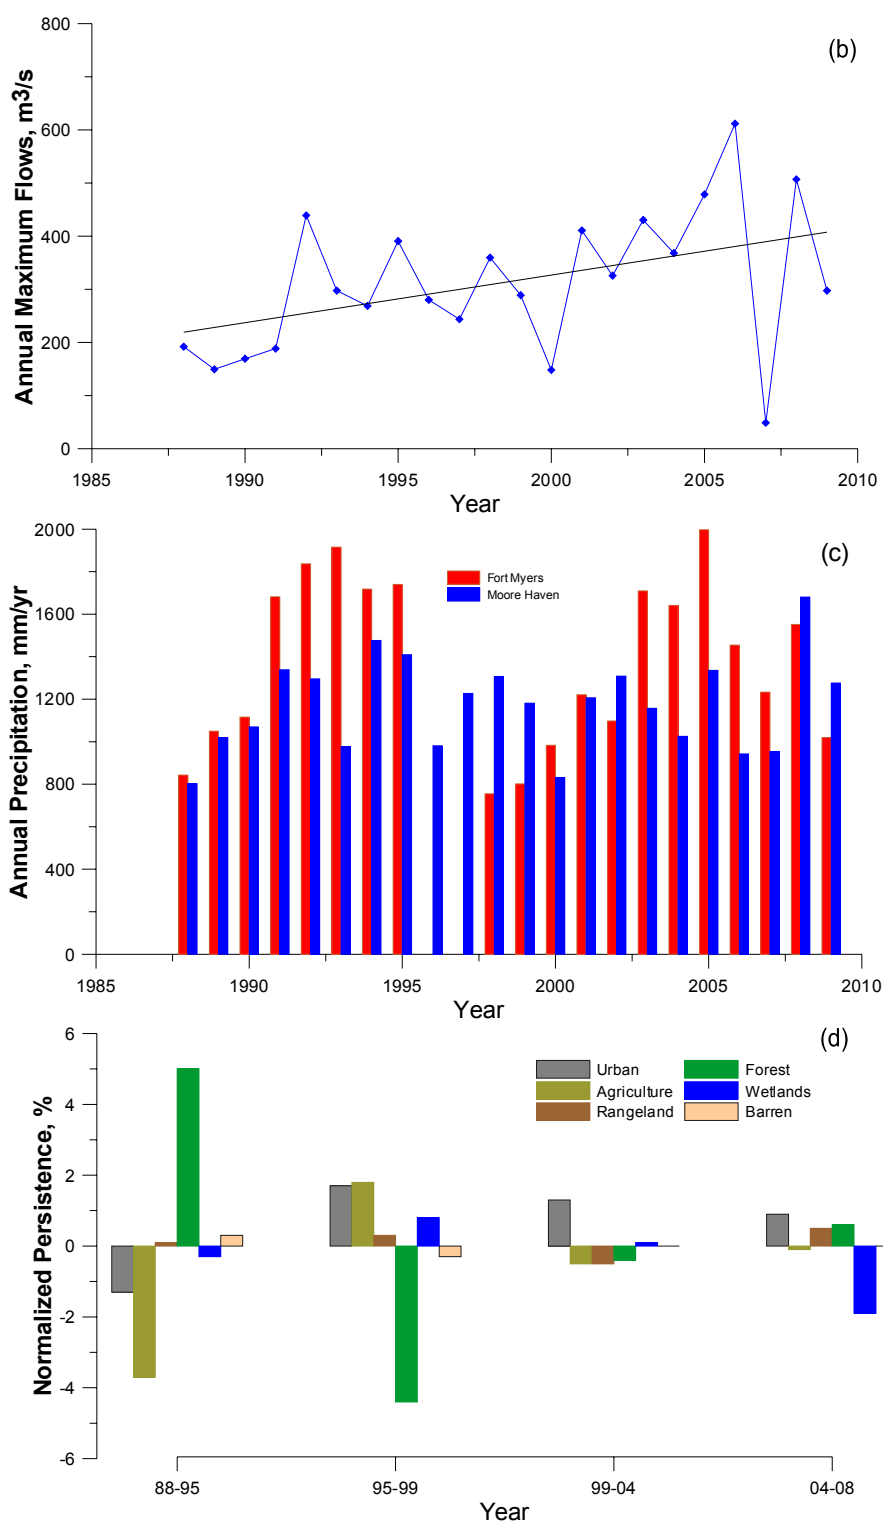 800
(b)
600
400
200
0
Annual Maximum Flows, m3/s
1985 1990 1995 2000 2005 2010
Year
2000
(c)
Fort Myers
Moore Haven
1600
1200
800
400
0
Annual Precipitation, mm/yr
1985 1990 1995 2000 2005 2010
Year
6
(d)
Urban Forest
Agriculture Wetlands
Rangeland Barren
4
2
0
-2
-4
-6
Normalized Persistence, %
88-95 95-99 99-04 04-08
Year